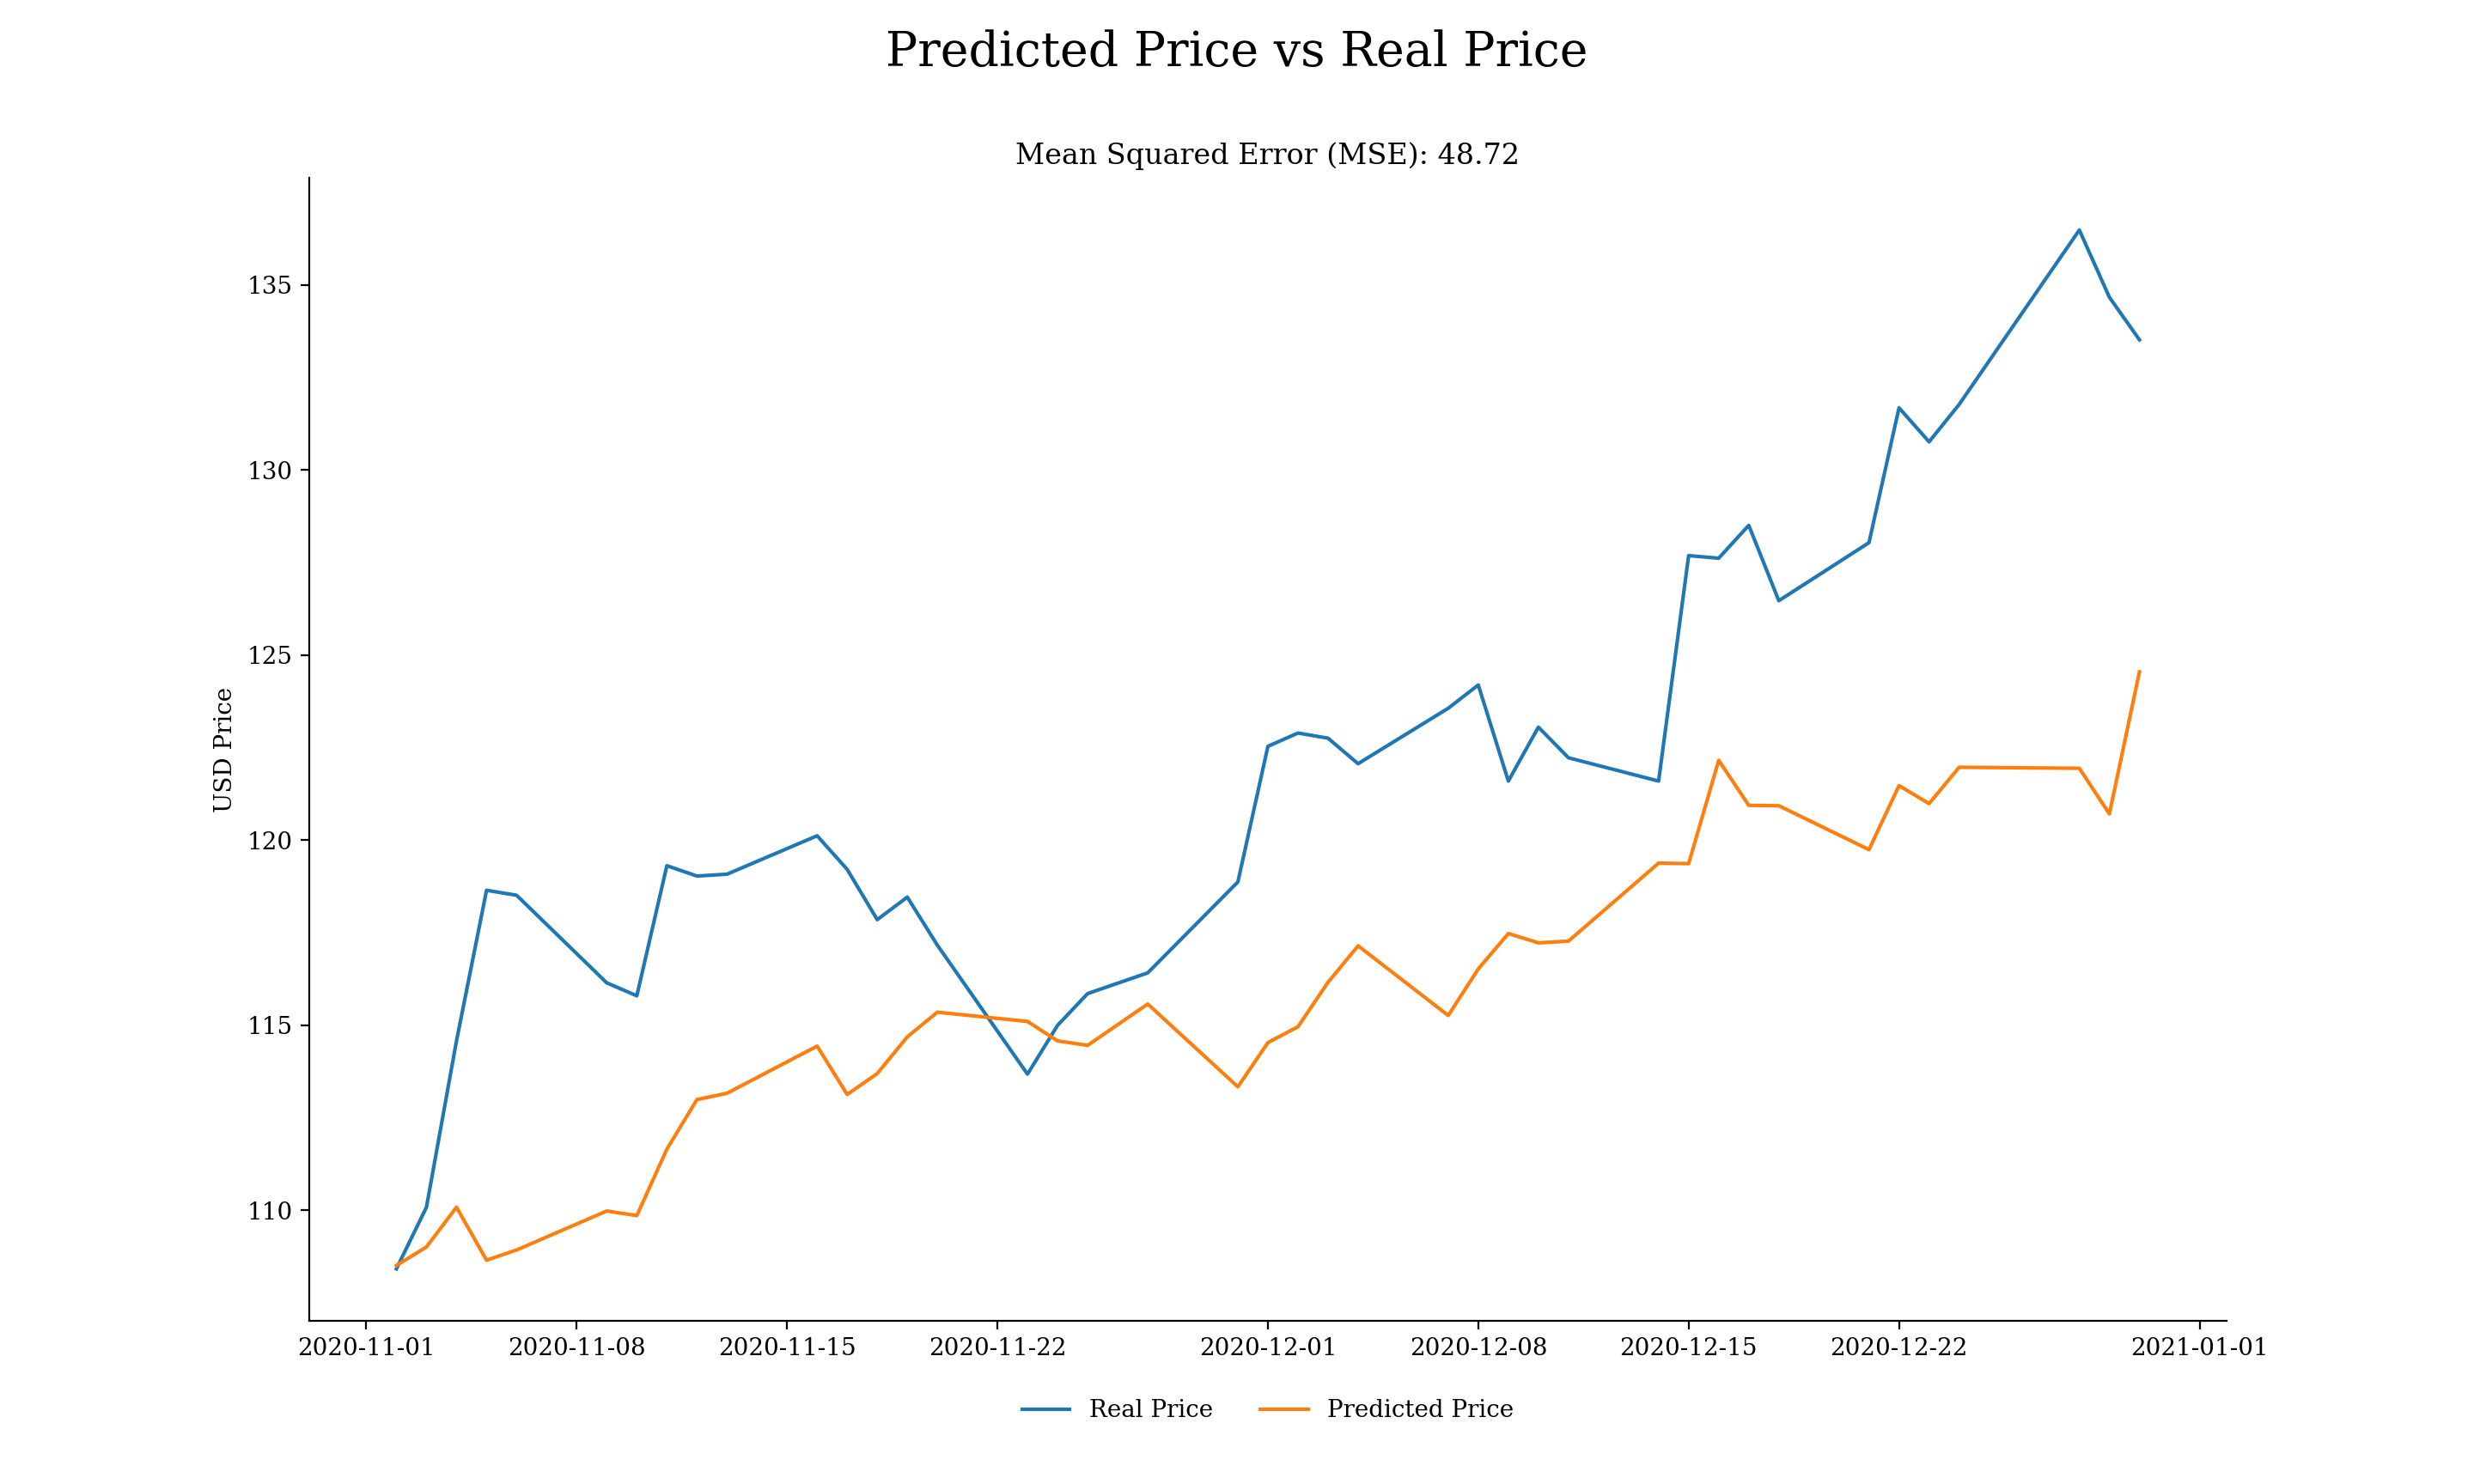 Predicted Price vs Real Price
Mean Squared Error (MSE): 48.72
135
130
125
120
115
110
USD Price
2020-11-01 2020-11-08 2020-11-15 2020-11-22 2020-12-01 2020-12-08 2020-12-15 2020-12-22 2021-01-01
Real Price Predicted Price